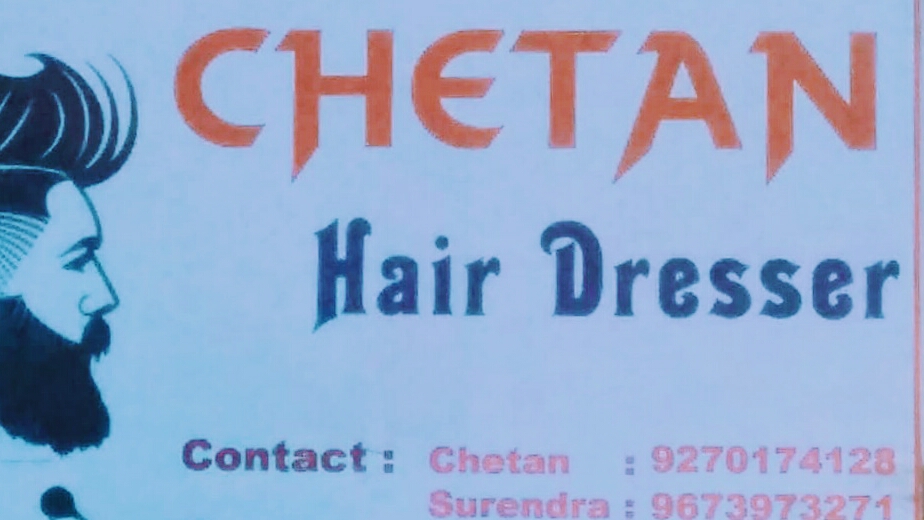 CHETAN
Hair Dresser
Contact : Chetan : 9270174128
Surendra : 9673973271